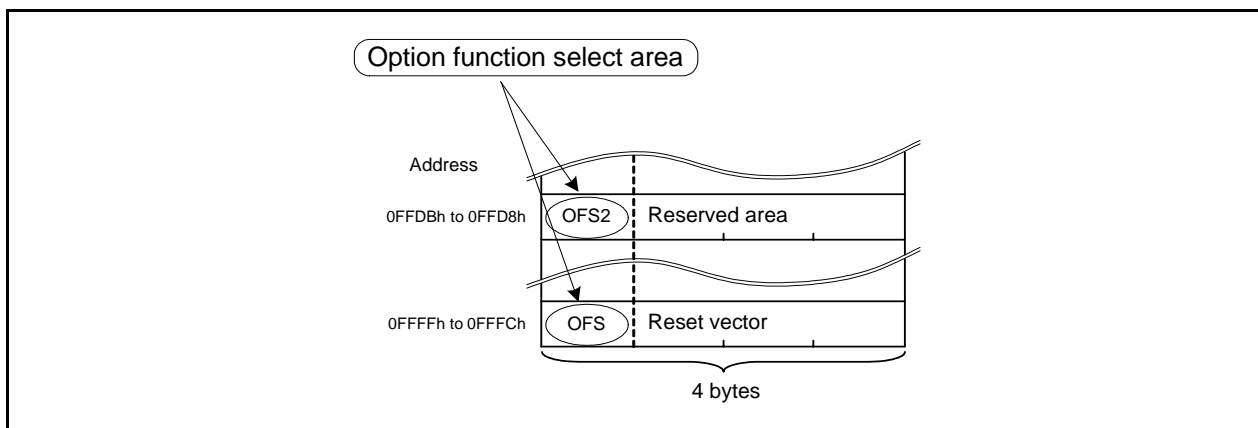 Option function select area
Address
0FFDBh to 0FFD8h OFS2 Reserved area
0FFFFh to 0FFFCh OFS Reset vector
4 bytes